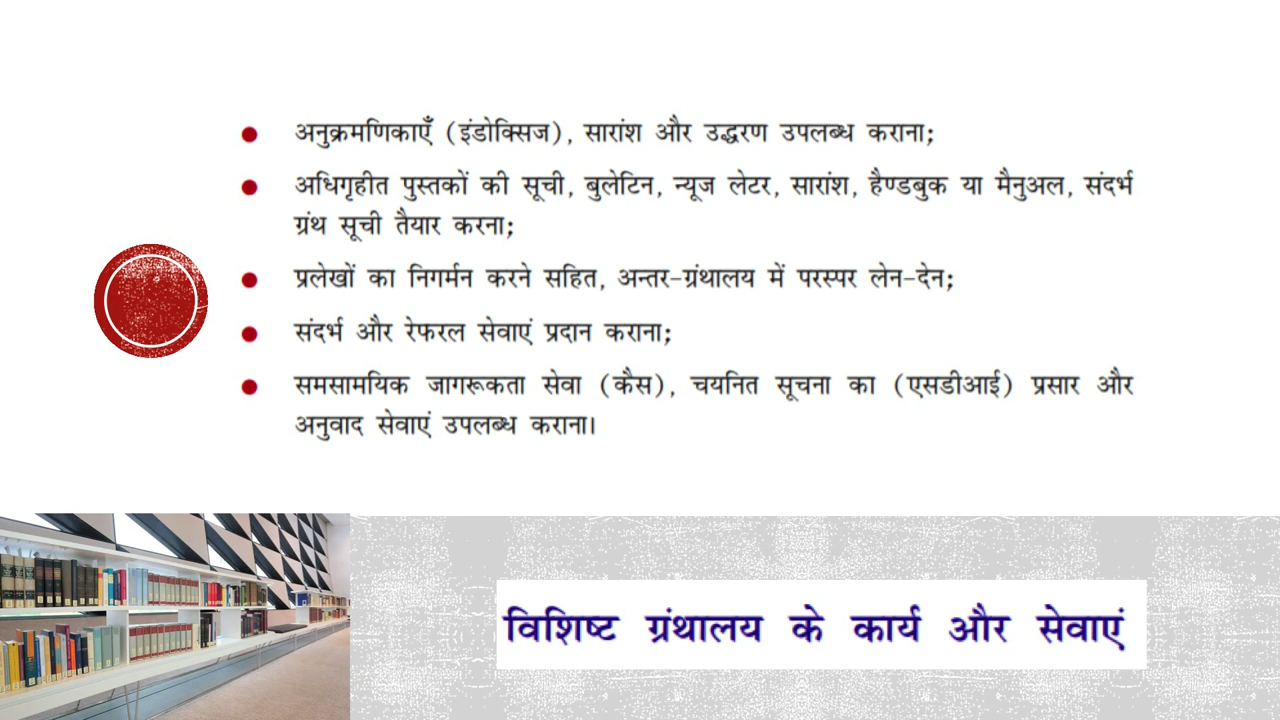 अनुक्रमणिकाएँ (इंडोक्सिज), सारांश और उद्धरण उपलब्ध कराना;
अधिगृहीत पुस्तकों की सूची, बुलेटिन, न्यूज लेटर, सारांश, हैण्डबुक या मैनुअल, संदर्भ
ग्रंथ सूची तैयार करना;
प्रलेखों का निगर्मन करने सहित, अन्तर-ग्रंथालय में परस्पर लेन-देन;
संदर्भ और रेफरल सेवाएं प्रदान कराना;
समसामयिक जागरूकता सेवा (कैस), चयनित सूचना का (एसडीआई) प्रसार और
अनुवाद सेवाएं उपलब्ध कराना।
विशिष्ट ग्रंथालय के कार्य और सेवाएं